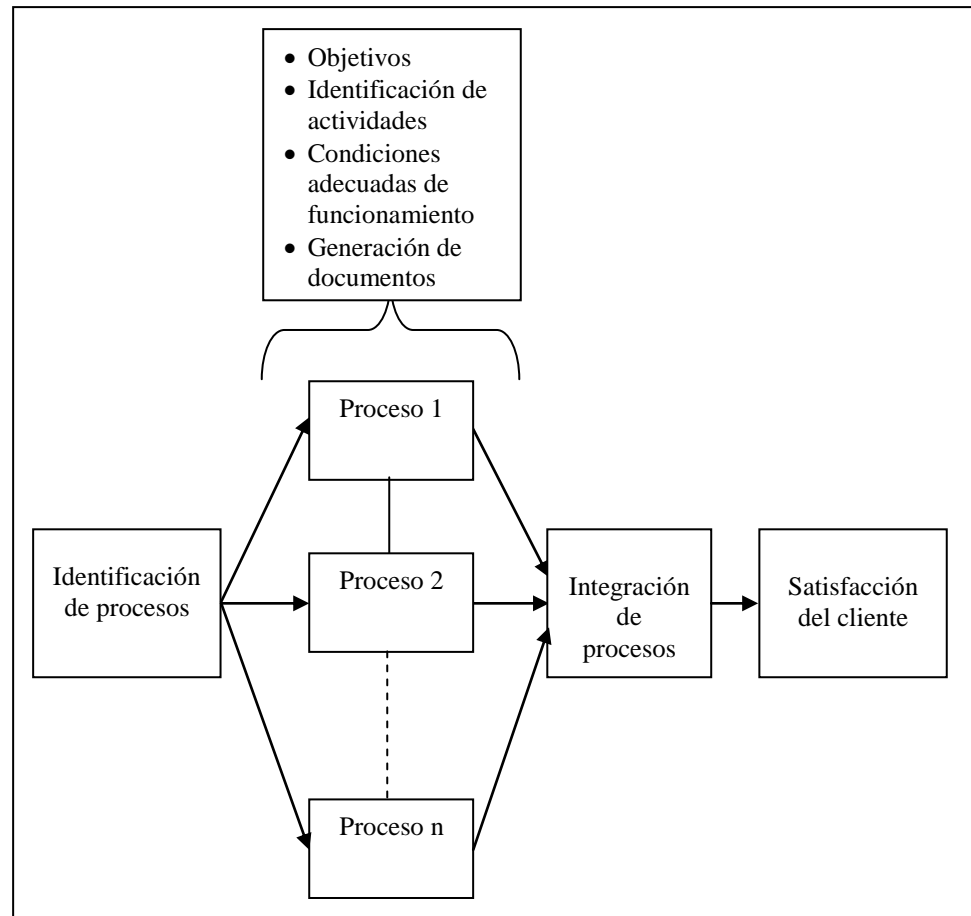 • Objetivos
• Identificación de
actividades
• Condiciones
adecuadas de
funcionamiento
• Generación de
documentos
Proceso 1
Identificación
de procesos
Proceso 2
Integración
de
procesos
Satisfacción
del cliente
Proceso n